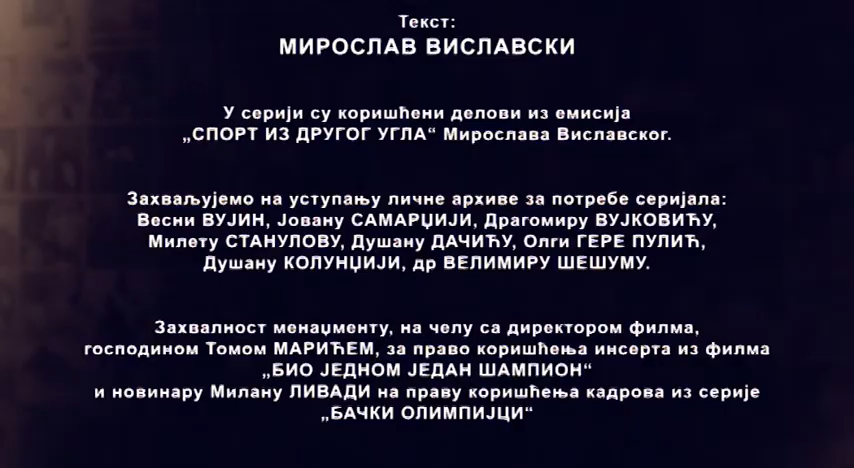 Текст:
МИРОСЛАВ ВИСЛАВСКИ
У серији су коришћени делови из емисија
„СПОРТ ИЗ ДРУГОГ УГЛА“ Мирослава Виславског.
Захваљујемо на уступању личне архиве за потребе серијала:
Весни ВУЈИН, Јовану САМАРЏИЈИ, Драгомиру ВУЈКОВИЋУ,
Милету СТАНУЛОВУ, Душану ДАЧИЋУ, Олги ГЕРЕ ПУЛИЋ,
Душану КОЛУНЏИЈИ, др ВЕЛИМИРУ ШЕШУМУ.
Захвалност менаџменту, на челу са директором филма,
господином Томом МАРИЋЕМ, за право коришћења инсерта из филма
„БИО ЈЕДНОМ ЈЕДАН ШАМПИОН“
и новинару Милану ЛИВАДИ на праву коришћења кадрова из серије
„БАЧКИ ОЛИМПИЈЦИ“